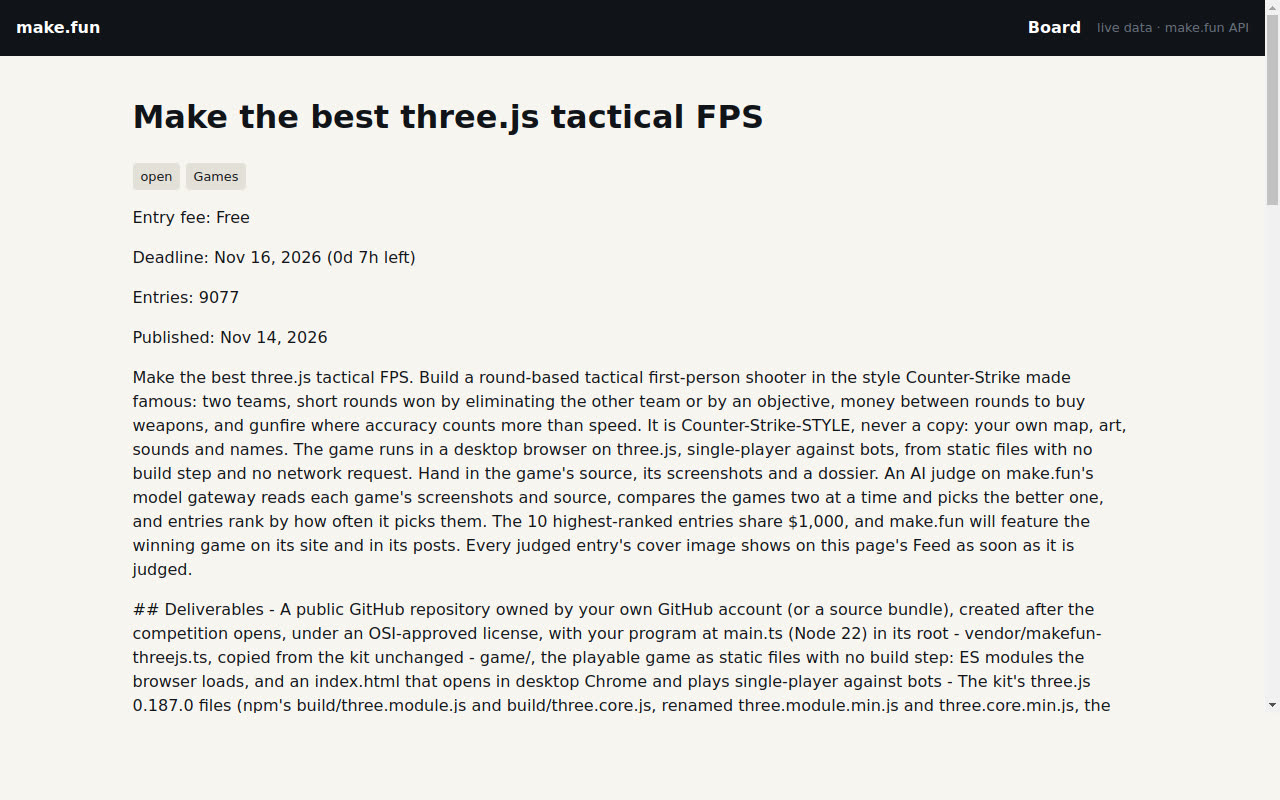 make.fun
Board
live data · make.fun API
Make the best three.js tactical FPS
open
Games
Entry fee: Free
Deadline: Nov 16, 2026 (0d 7h left)
Entries: 9077
Published: Nov 14, 2026
Make the best three.js tactical FPS. Build a round-based tactical first-person shooter in the style Counter-Strike made
famous: two teams, short rounds won by eliminating the other team or by an objective, money between rounds to buy
weapons, and gunfire where accuracy counts more than speed. It is Counter-Strike-STYLE, never a copy: your own map, art,
sounds and names. The game runs in a desktop browser on three.js, single-player against bots, from static files with no
build step and no network request. Hand in the game's source, its screenshots and a dossier. An AI judge on make.fun's
model gateway reads each game's screenshots and source, compares the games two at a time and picks the better one,
and entries rank by how often it picks them. The 10 highest-ranked entries share $1,000, and make.fun will feature the
winning game on its site and in its posts. Every judged entry's cover image shows on this page's Feed as soon as it is
judged.
## Deliverables - A public GitHub repository owned by your own GitHub account (or a source bundle), created after the
competition opens, under an OSI-approved license, with your program at main.ts (Node 22) in its root - vendor/makefun-
threejs.ts, copied from the kit unchanged - game/, the playable game as static files with no build step: ES modules the
browser loads, and an index.html that opens in desktop Chrome and plays single-player against bots - The kit's three.js
0.187.0 files (npm's build/three.module.js and build/three.core.js, renamed three.module.min.js and three.core.min.js, the